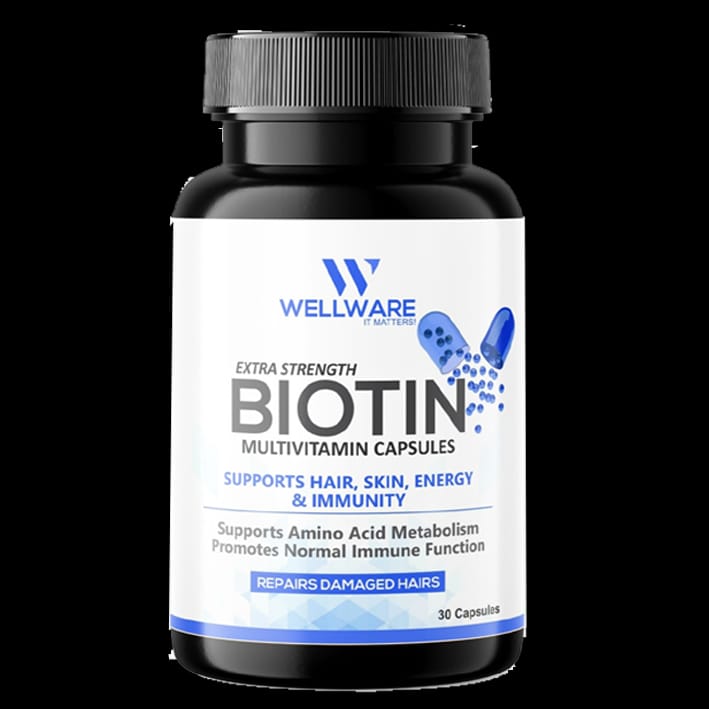 WELLWARE
IT MATTERS!
EXTRA STRENGTH
BIOTIN
MULTIVITAMIN CAPSULES
SUPPORTS HAIR, SKIN, ENERGY
& IMMUNITY
Supports Amino Acid Metabolism
Promotes Normal Immune Function
REPAIRS DAMAGED HAIRS
30 Capsules